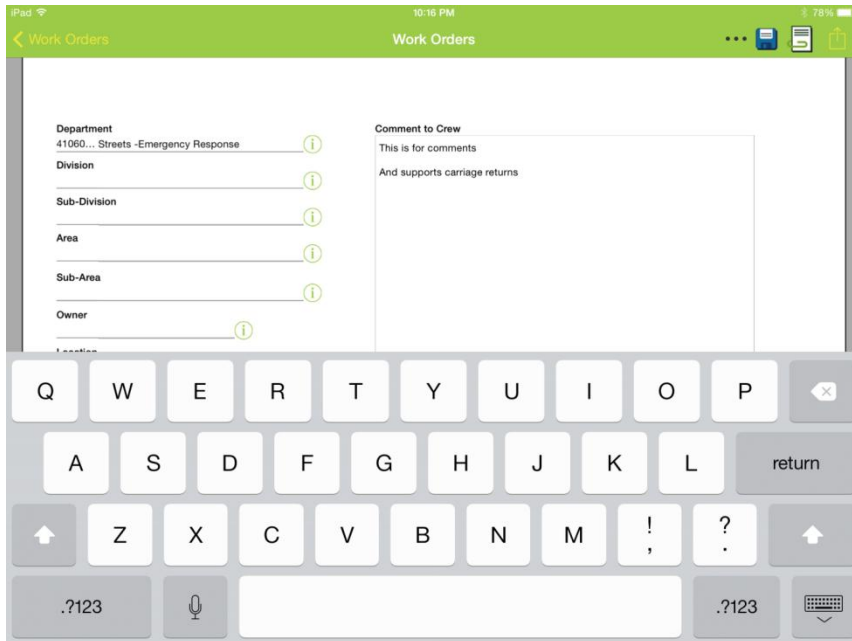 iPad 10:16 PM 78%
Work Orders Work Orders
Department
41060... Streets -Emergency Response
Division
Sub-Division
Area
Sub-Area
Owner
Location
Comment to Crew
This is for comments
And supports carriage returns
Q W E R T Y U I O P
A S D F G H J K L return
Z X C V B N M ! , ? .
.?123 .?123